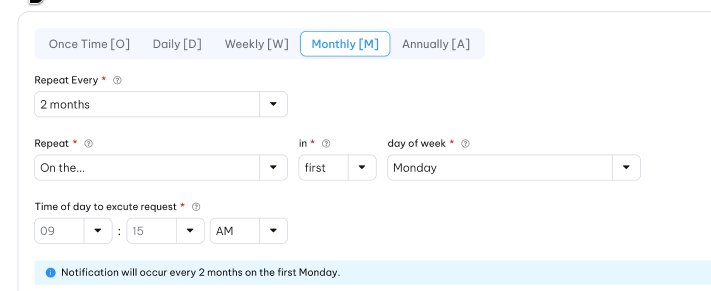 Once Time [O] Daily [D] Weekly [W] Monthly [M] Annually [A]
Repeat Every *
2 months
Repeat * in * day of week *
On the... first Monday
Time of day to excute request *
09 : 15 AM
Notification will occur every 2 months on the first Monday.